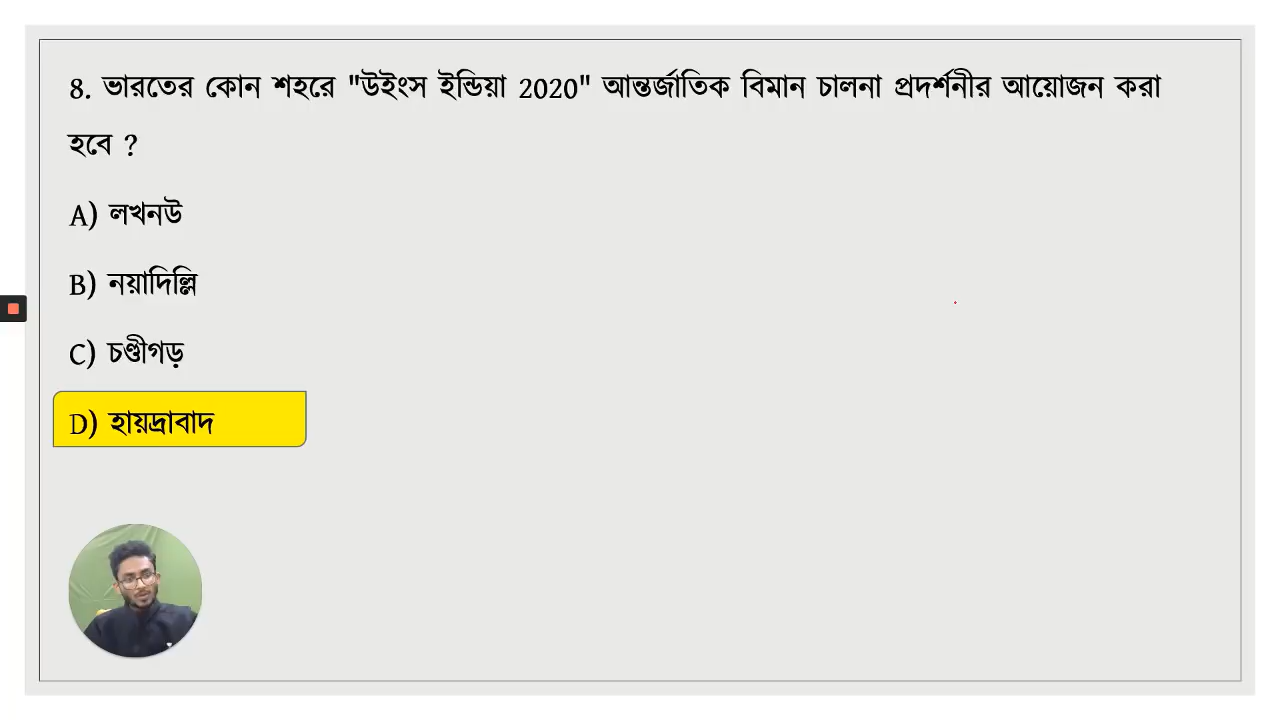 8. ভারতের কোন শহরে "উইংস ইন্ডিয়া 2020" আন্তর্জাতিক বিমান চালনা প্রদর্শনীর আয়োজন করা
হবে ?
A) লখনউ
B) নয়াদিল্লি
C) চণ্ডীগড়
D) হায়দ্রাবাদ